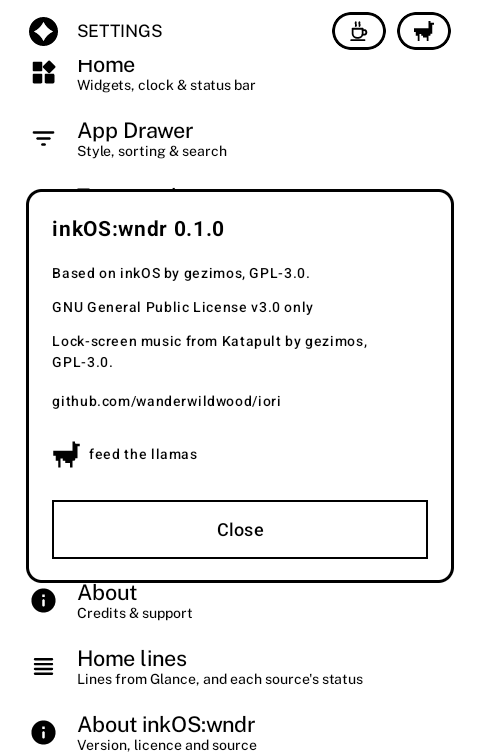 SETTINGS
Home
Widgets, clock & status bar
App Drawer
Style, sorting & search
inkOS:wndr 0.1.0
Based on inkOS by gezimos, GPL-3.0.
GNU General Public License v3.0 only
Lock-screen music from Katapult by gezimos,
GPL-3.0.
github.com/wanderwildwood/iori
feed the llamas
Close
About
Credits & support
Home lines
Lines from Glance, and each source's status
About inkOS:wndr
Version, licence and source